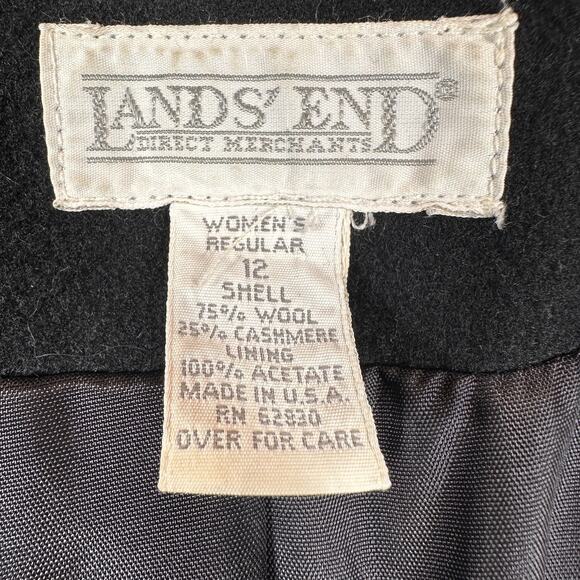 LANDS' END®
DIRECT MERCHANTS
WOMEN'S
REGULAR
12
SHELL
75% WOOL
25% CASHMERE
LINING
100% ACETATE
MADE IN U.S.A.
RN 62830
OVER FOR CARE